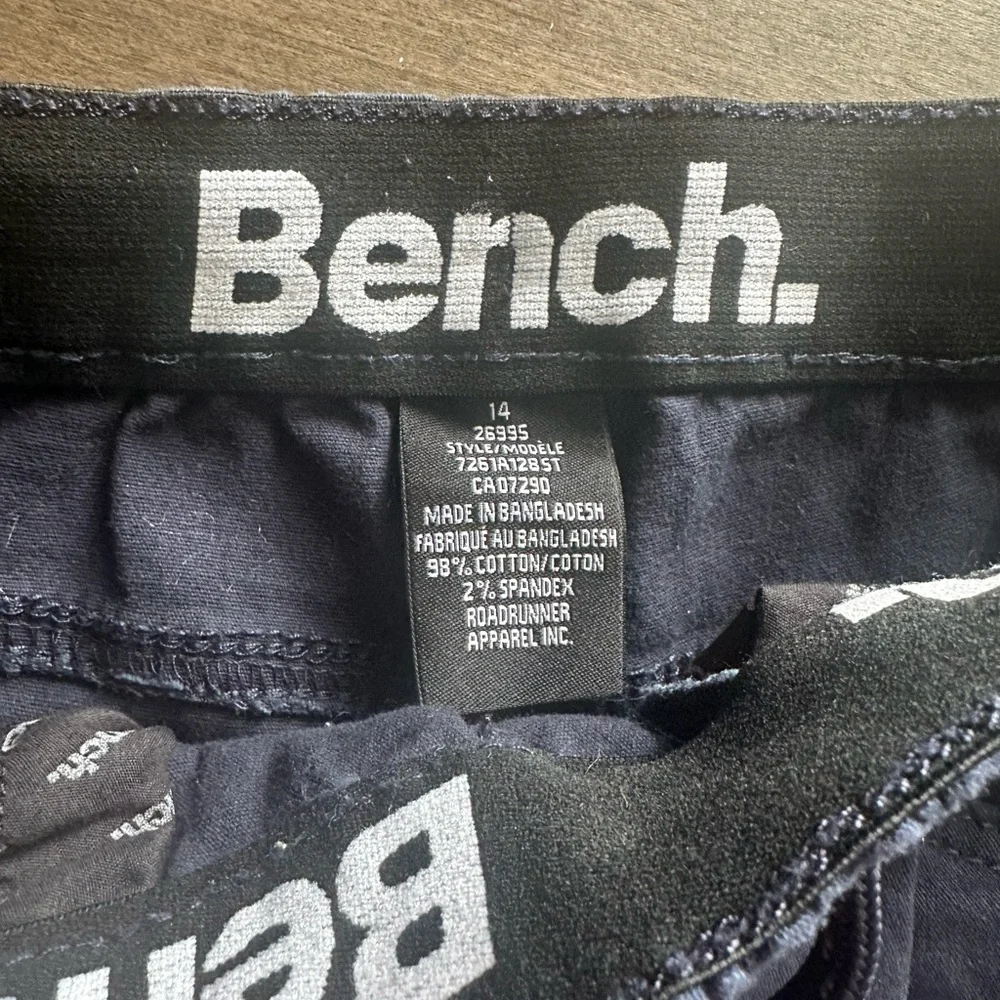 Bench.
14
26995
STYLE/MODÈLE
7261A128ST
CA07290
MADE IN BANGLADESH
FABRIQUÉ AU BANGLADESH
98% COTTON/COTON
2% SPANDEX
ROADRUNNER
APPAREL INC.
Ben